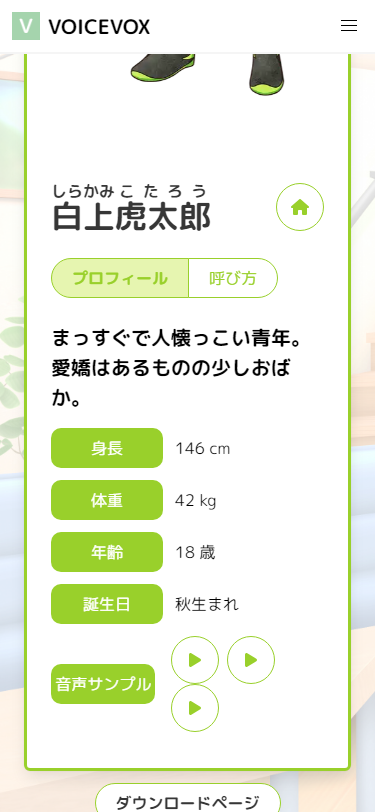 V VOICEVOX
しらかみ こたろう
白上虎太郎
プロフィール 呼び方
まっすぐで人懐っこい青年。
愛嬌はあるものの少しおば
か。
身長 146 cm
体重 42 kg
年齢 18 歳
誕生日 秋生まれ
音声サンプル
ダウンロードページ